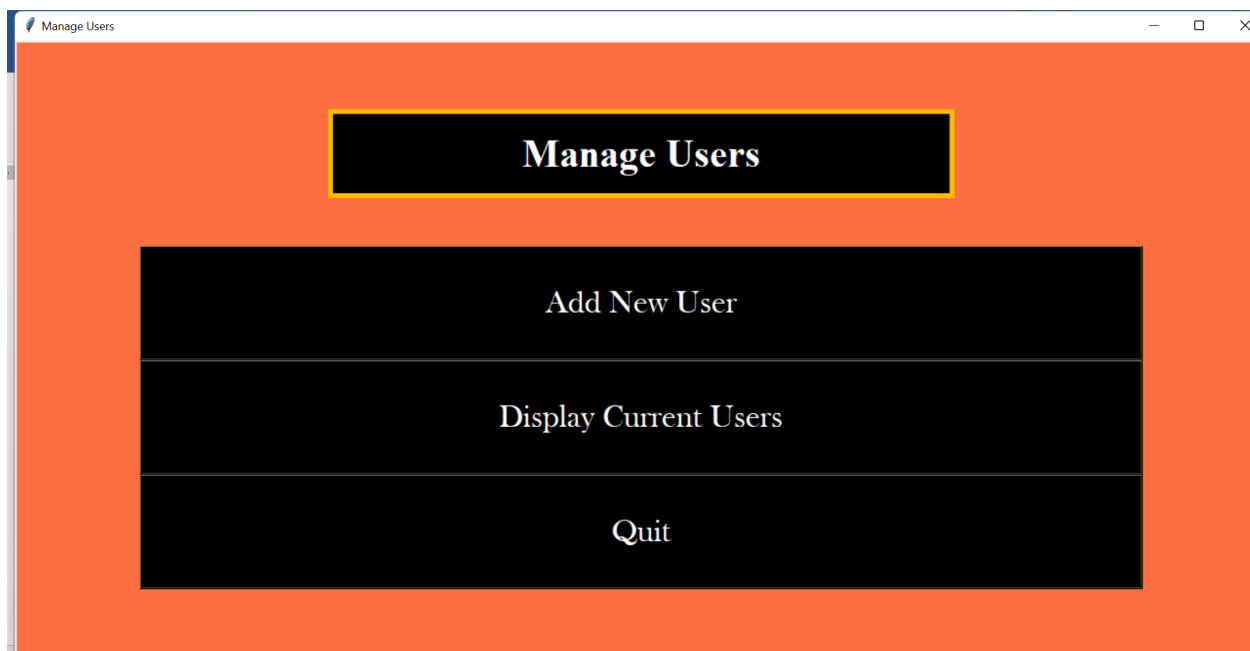 Manage Users
Manage Users
Add New User
Display Current Users
Quit